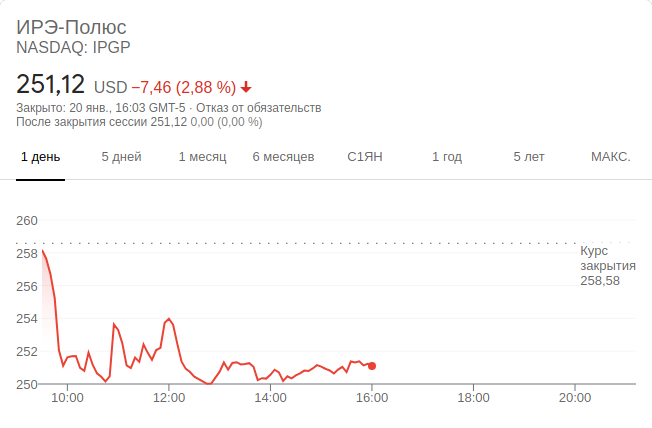 ИРЭ-Полюс
NASDAQ: IPGP
251,12 USD −7,46 (2,88 %)
Закрыто: 20 янв., 16:03 GMT-5 · Отказ от обязательств
После закрытия сессии 251,12 0,00 (0,00 %)
1 день 5 дней 1 месяц 6 месяцев С1ЯН 1 год 5 лет МАКС.
260
258
256
254
252
250
Курс
закрытия
258,58
10:00 12:00 14:00 16:00 18:00 20:00